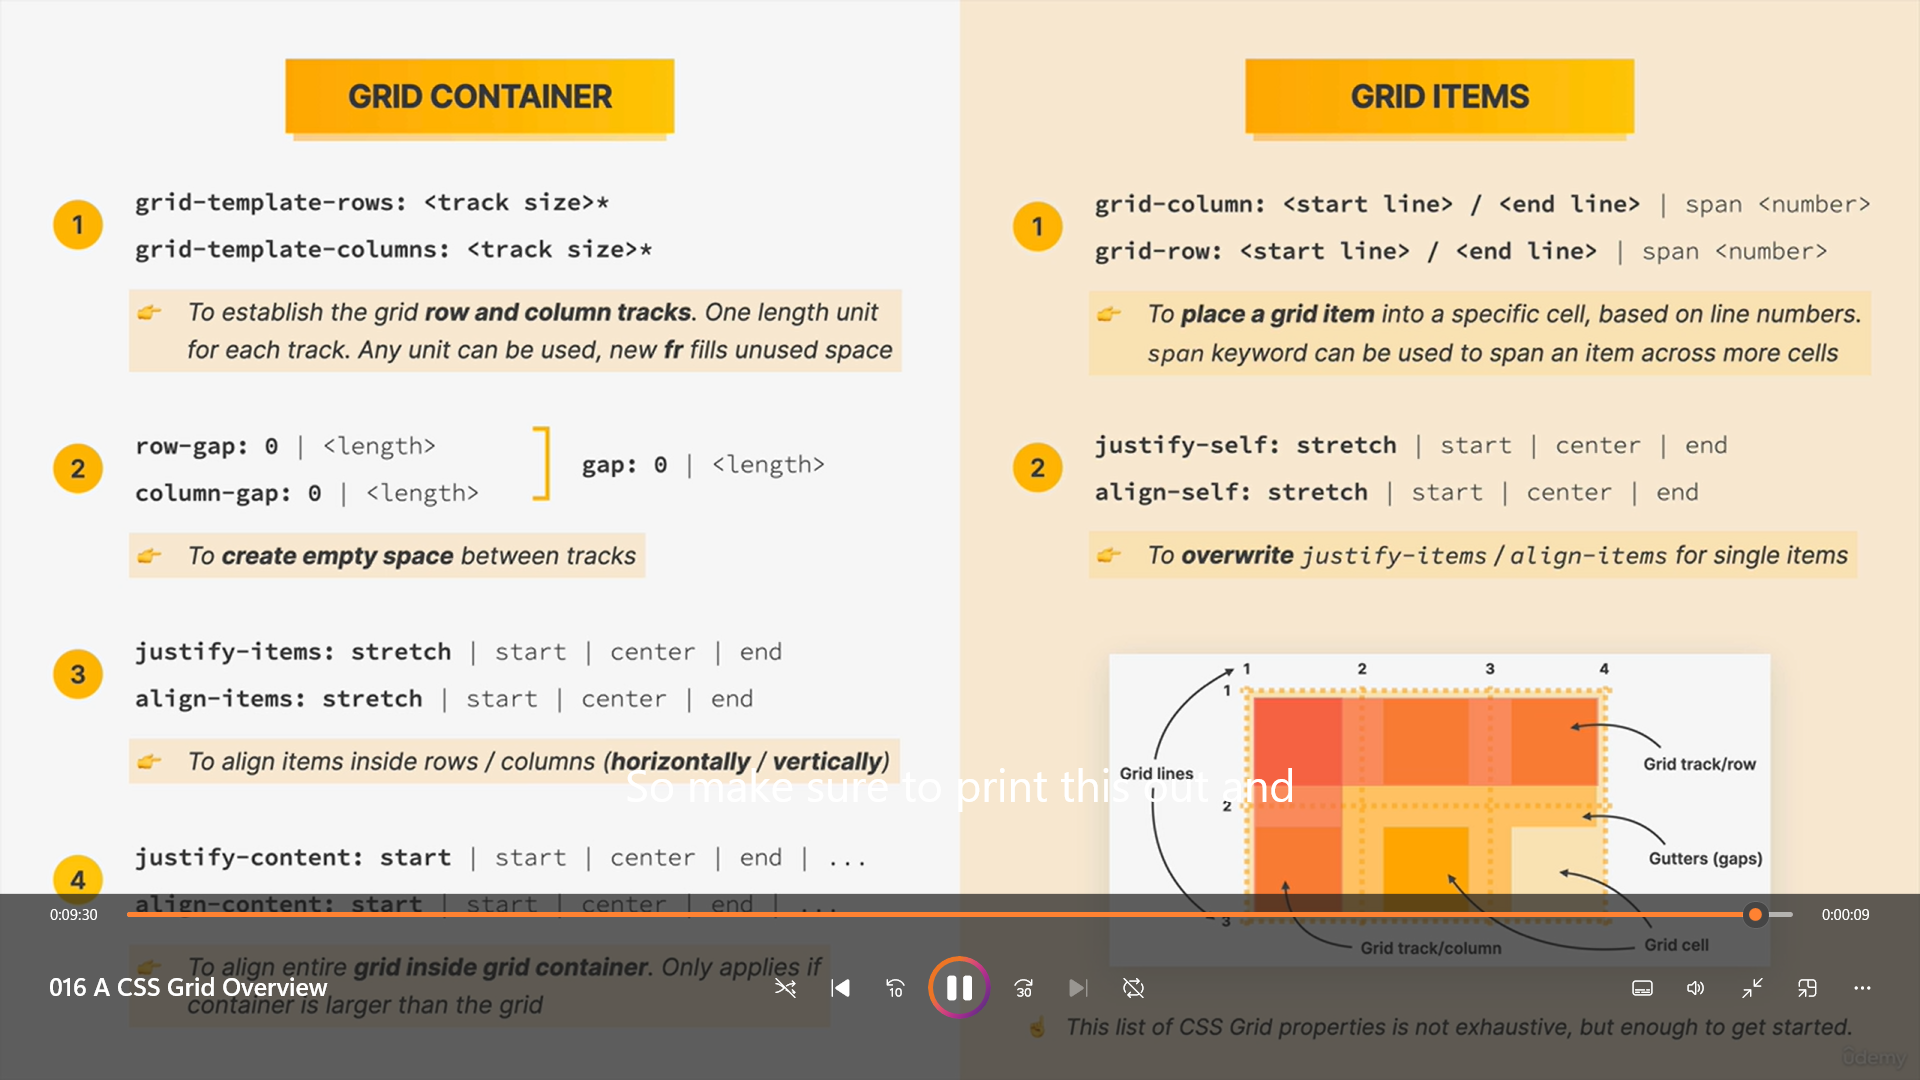 GRID CONTAINER
1
grid-template-rows: <track size>*
grid-template-columns: <track size>*
To establish the grid row and column tracks. One length unit
for each track. Any unit can be used, new fr fills unused space
2
row-gap: 0 | <length>
column-gap: 0 | <length>
gap: 0 | <length>
To create empty space between tracks
3
justify-items: stretch | start | center | end
align-items: stretch | start | center | end
To align items inside rows / columns (horizontally / vertically)
So make sure to print this out and
4
justify-content: start | start | center | end | ...
align-content: start | start | center | end | ...
To align entire grid inside grid container. Only applies if
container is larger than the grid
GRID ITEMS
1
grid-column: <start line> / <end line> | span <number>
grid-row: <start line> / <end line> | span <number>
To place a grid item into a specific cell, based on line numbers.
span keyword can be used to span an item across more cells
2
justify-self: stretch | start | center | end
align-self: stretch | start | center | end
To overwrite justify-items / align-items for single items
1 2 3 4
1
Grid lines
Grid track/row
2
Gutters (gaps)
3
Grid track/column
Grid cell
This list of CSS Grid properties is not exhaustive, but enough to get started.
0:09:30
0:00:09
016 A CSS Grid Overview
10
30
ûdemy